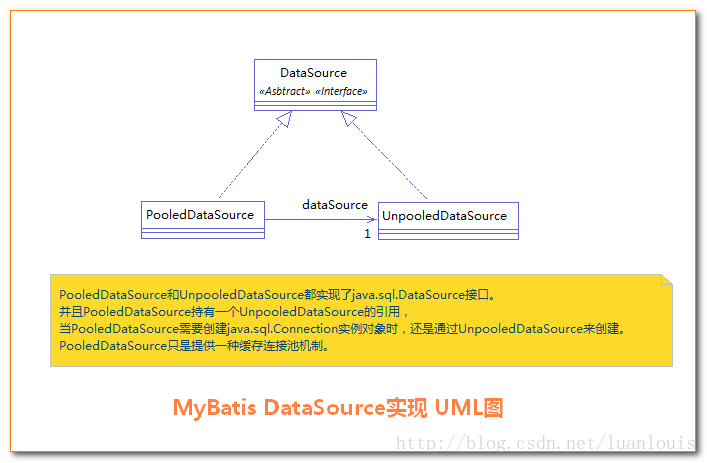 DataSource
«Asbtract» «Interface»
dataSource
PooledDataSource
UnpooledDataSource
1
PooledDataSource和UnpooledDataSource都实现了java.sql.DataSource接口。
并且PooledDataSource持有一个UnpooledDataSource的引用，
当PooledDataSource需要创建java.sql.Connection实例对象时，还是通过UnpooledDataSource来创建。
PooledDataSource只是提供一种缓存连接池机制。
MyBatis DataSource实现 UML图
http://blog.csdn.net/luanlouis